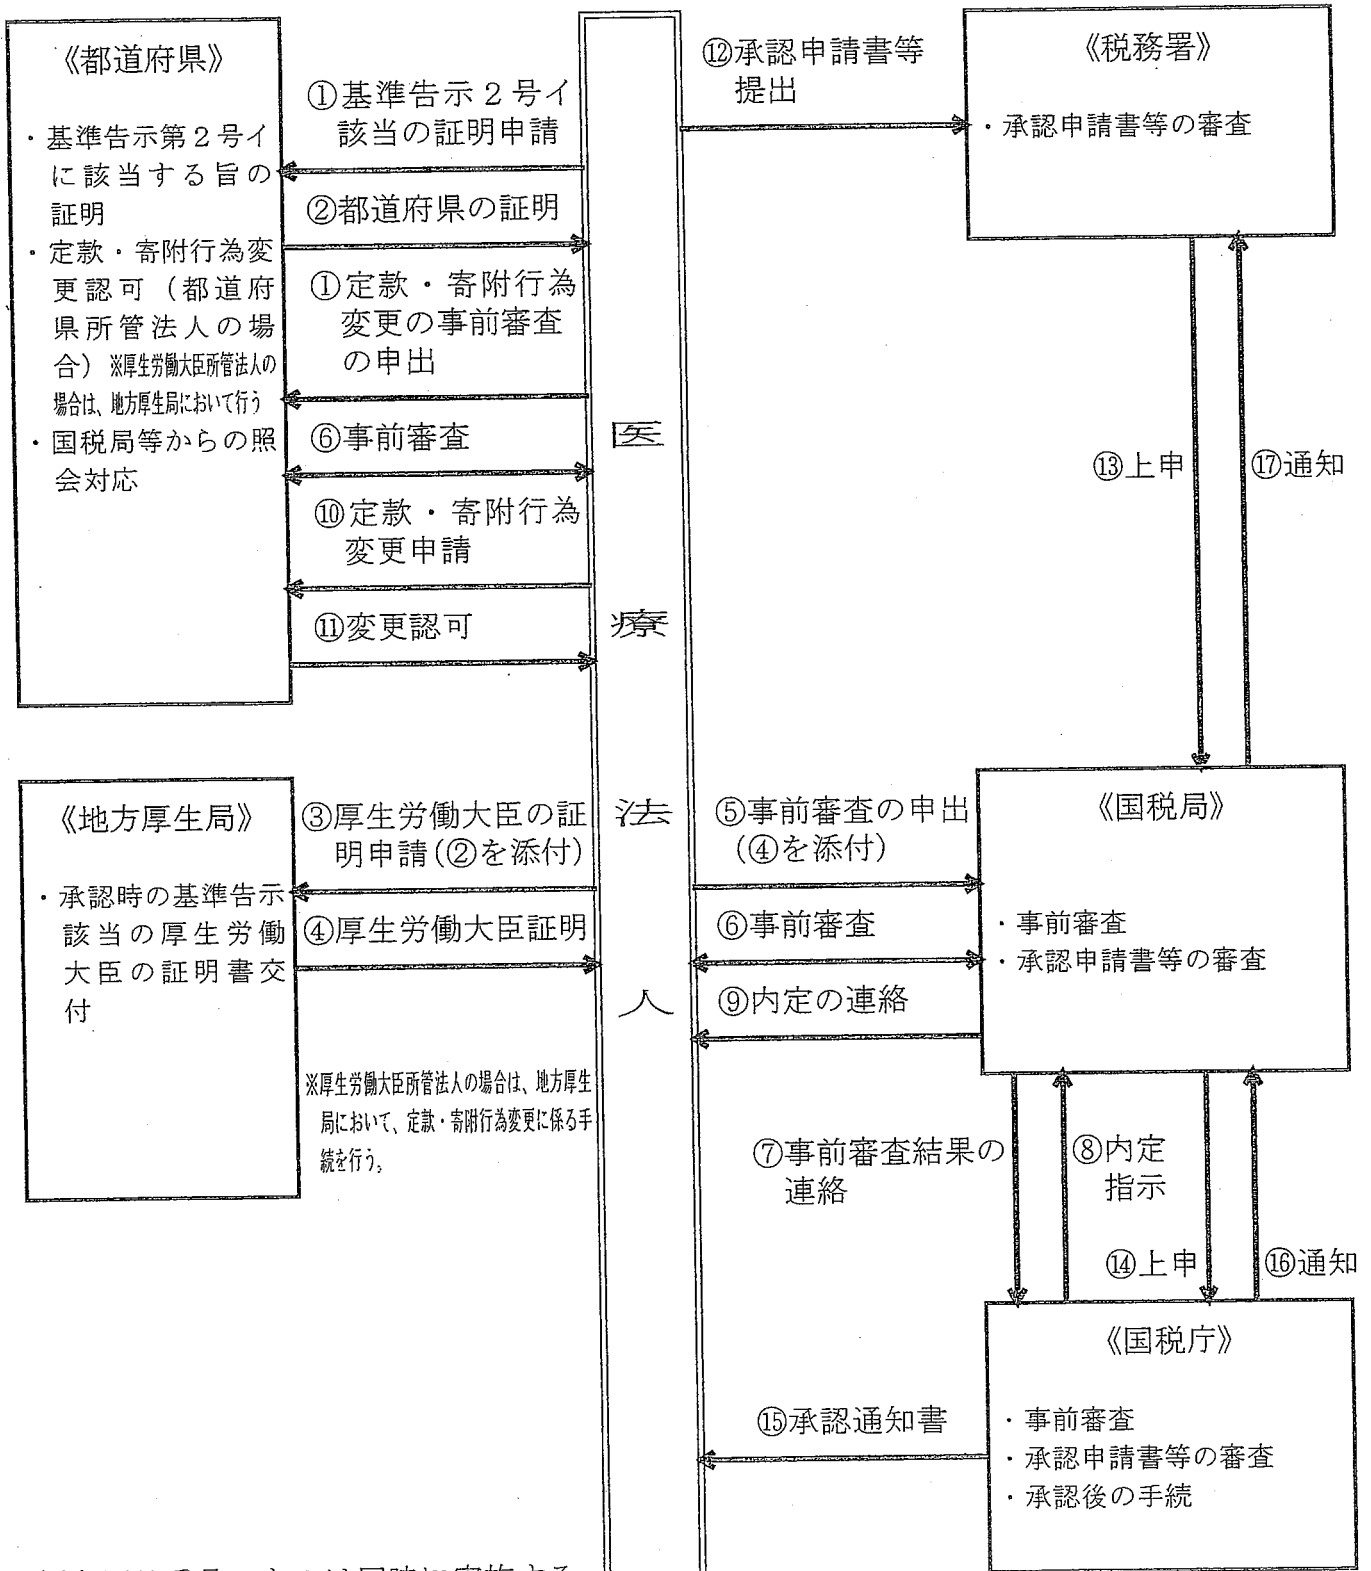 《都道府県》
・基準告示第２号イ
に該当する旨の
証明
・定款・寄附行為変
更認可（都道府
県所管法人の場
合）※厚生労働大臣所管法人の
場合は、地方厚生局において行う
・国税局等からの照
会対応
①基準告示２号イ
該当の証明申請
②都道府県の証明
①定款・寄附行為
変更の事前審査
の申出
⑥事前審査
⑩定款・寄附行為
変更申請
⑪変更認可
《地方厚生局》
・承認時の基準告示
該当の厚生労働
大臣の証明書交
付
③厚生労働大臣の証
明申請(②を添付)
④厚生労働大臣証明
※厚生労働大臣所管法人の場合は、地方厚生
局において、定款・寄附行為変更に係る手
続を行う。
医
療
法
人
⑫承認申請書等
提出
《税務署》
・承認申請書等の審査
⑬上申
⑰通知
⑤事前審査の申出
(④を添付)
⑥事前審査
⑨内定の連絡
《国税局》
・事前審査
・承認申請書等の審査
⑦事前審査結果の
連絡
⑧内定
指示
⑭上申
⑯通知
⑮承認通知書
《国税庁》
・事前審査
・承認申請書等の審査
・承認後の手続